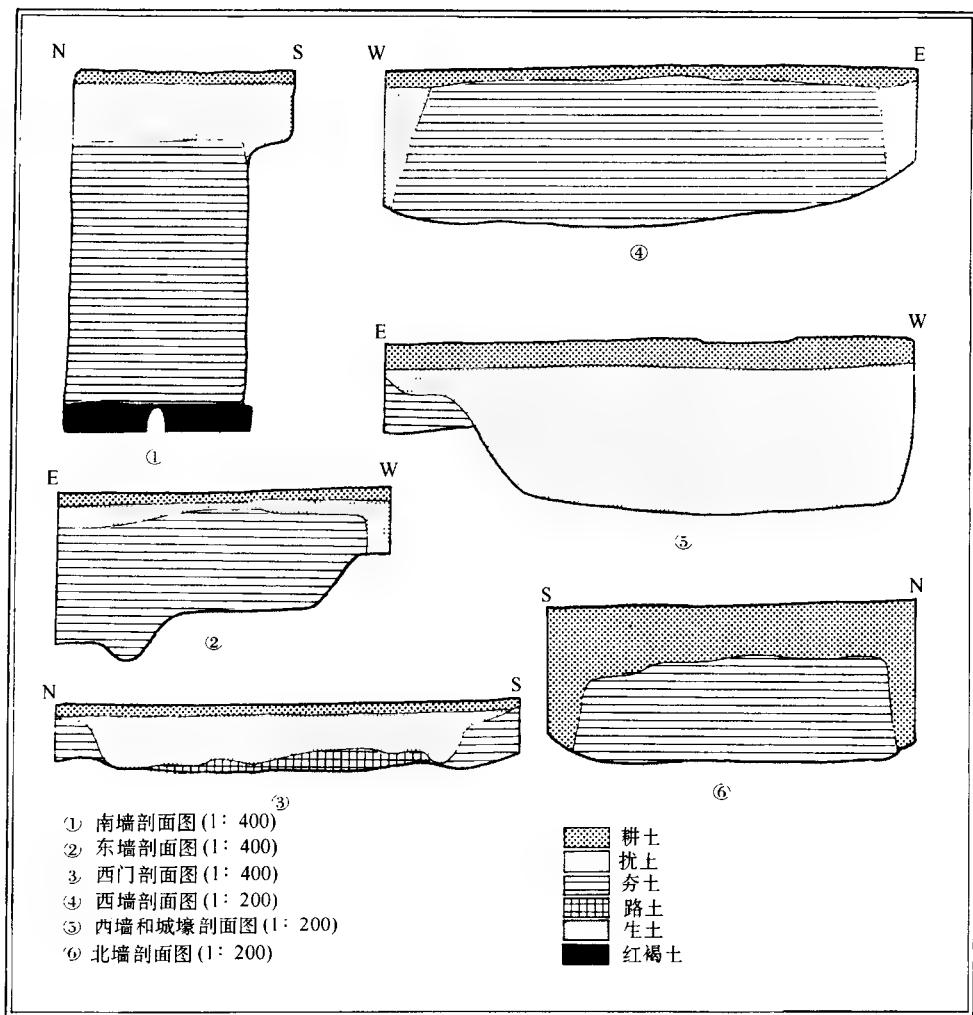 N S
W E
①
④
E W
E W
②
⑤
N S
S N
③
⑥
① 南墙剖面图(1：400)
② 东墙剖面图(1：400)
3 西门剖面图(1：400)
④ 西墙剖面图(1：200)
⑤ 西墙和城壕剖面图(1：200)
⑥ 北墙剖面图(1：200)
耕土
扰土
夯土
路土
生土
红褐土